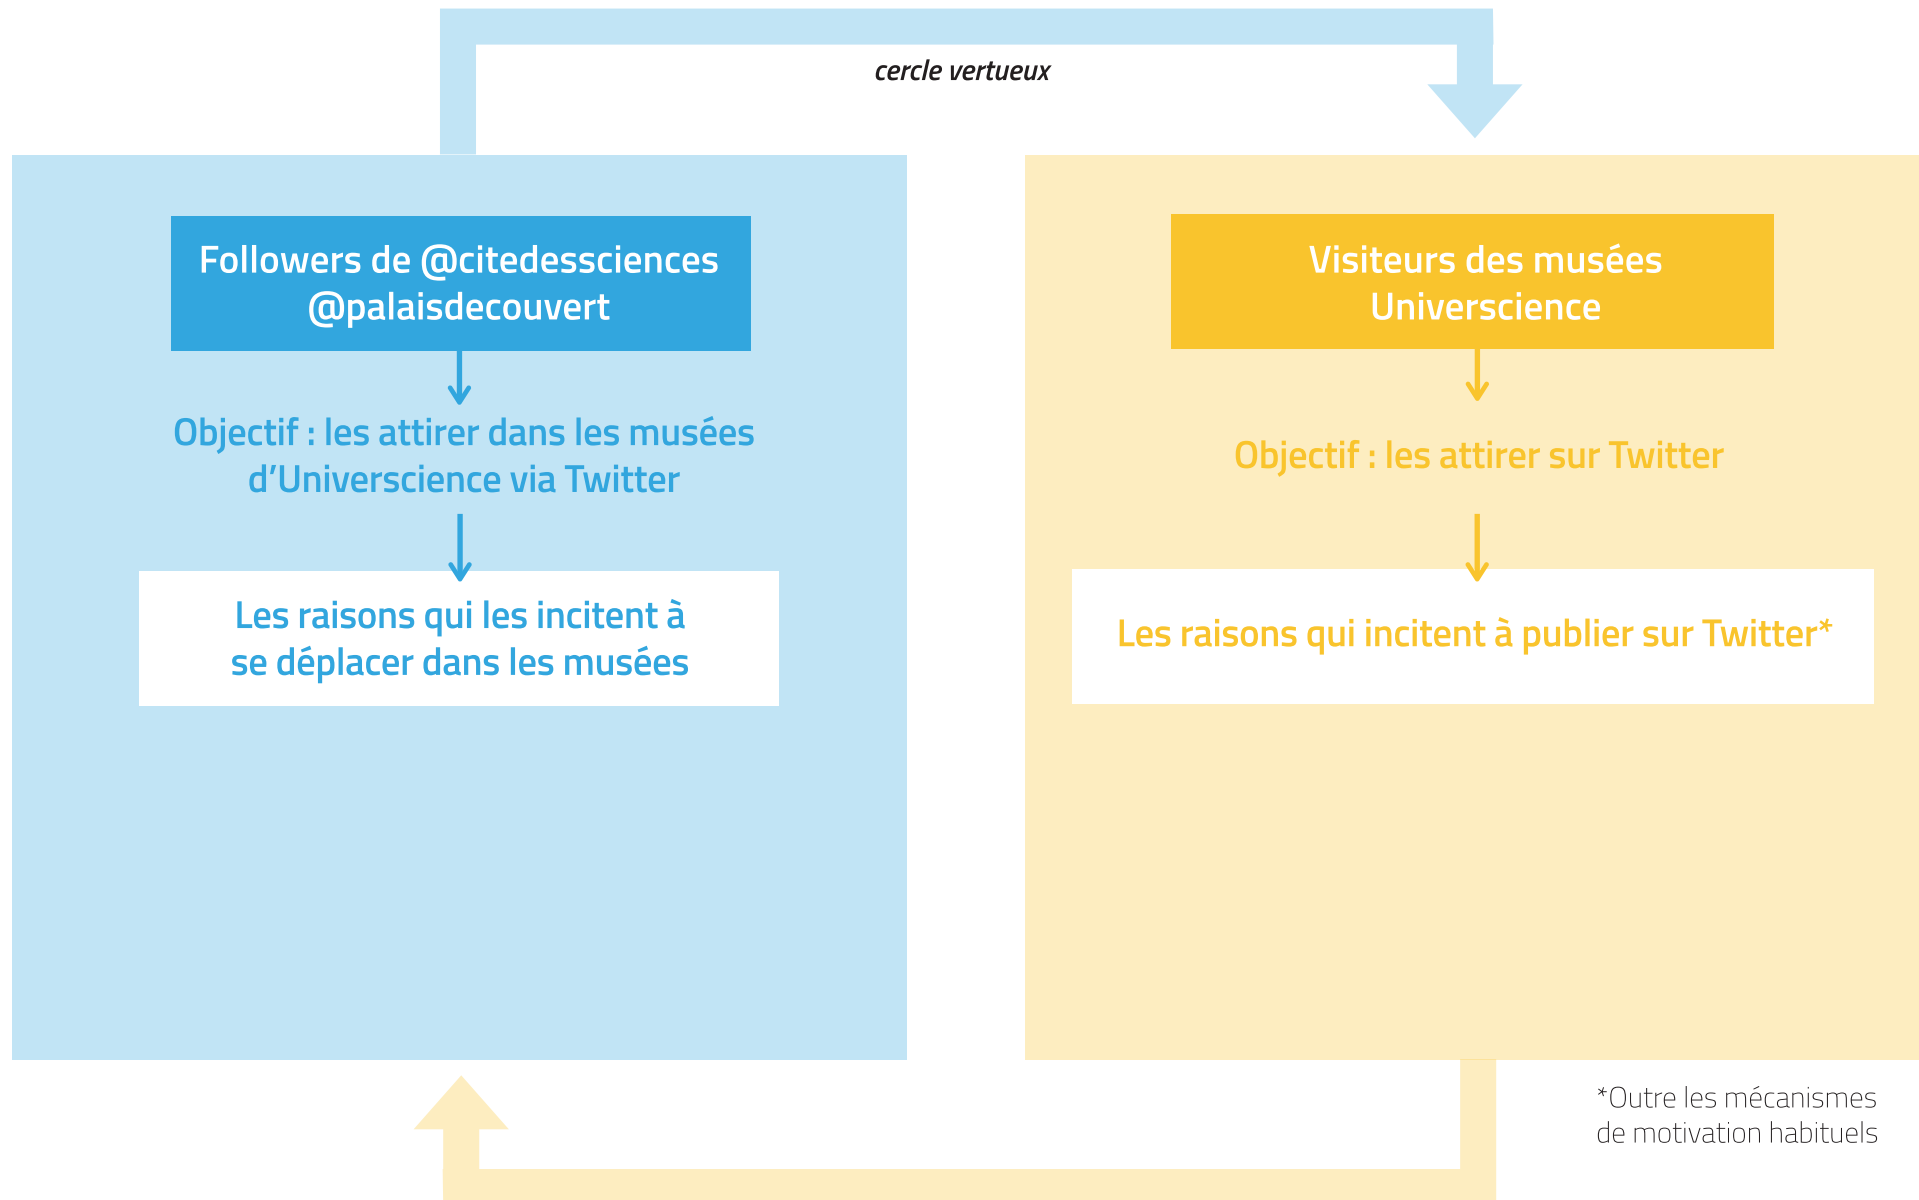 cercle vertueux
Followers de @citedessciences
@palaisdecouvert
Objectif : les attirer dans les musées
d’Universcience via Twitter
Les raisons qui les incitent à
se déplacer dans les musées
Visiteurs des musées
Universcience
Objectif : les attirer sur Twitter
Les raisons qui incitent à publier sur Twitter*
*Outre les mécanismes
de motivation habituels